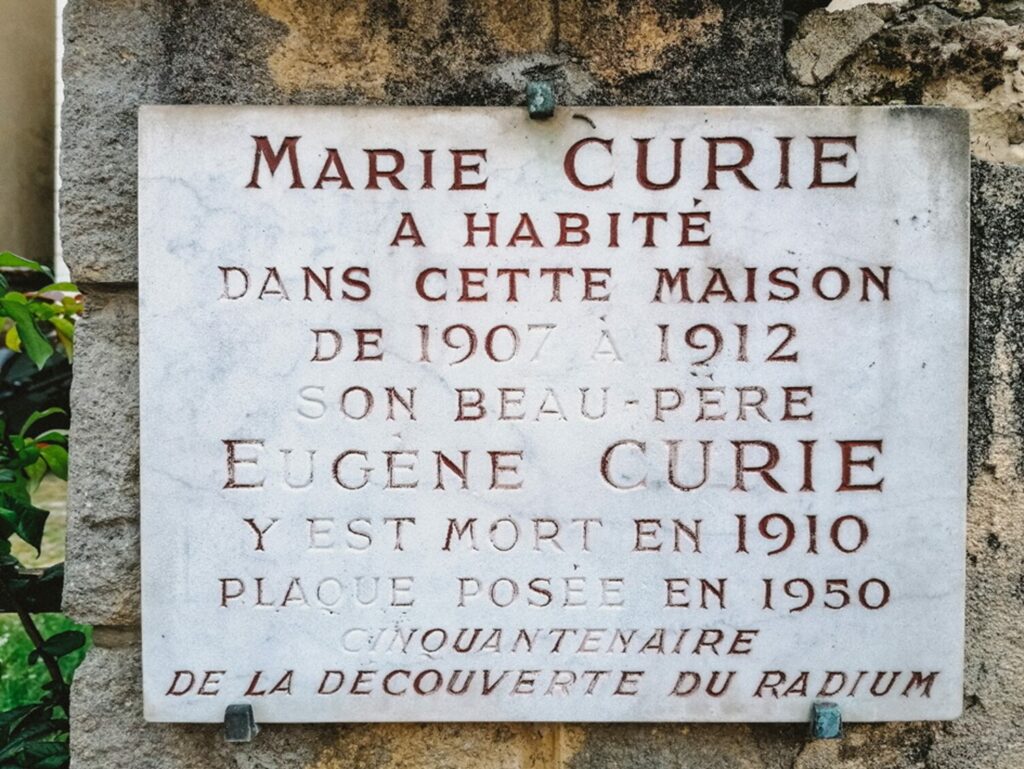 MARIE CURIE
A HABITÉ
DANS CETTE MAISON
DE 1907 À 1912
SON BEAU-PÈRE
EUGÈNE CURIE
Y EST MORT EN 1910
PLAQUE POSÉE EN 1950
CINQUANTENAIRE
DE LA DÉCOUVERTE DU RADIUM